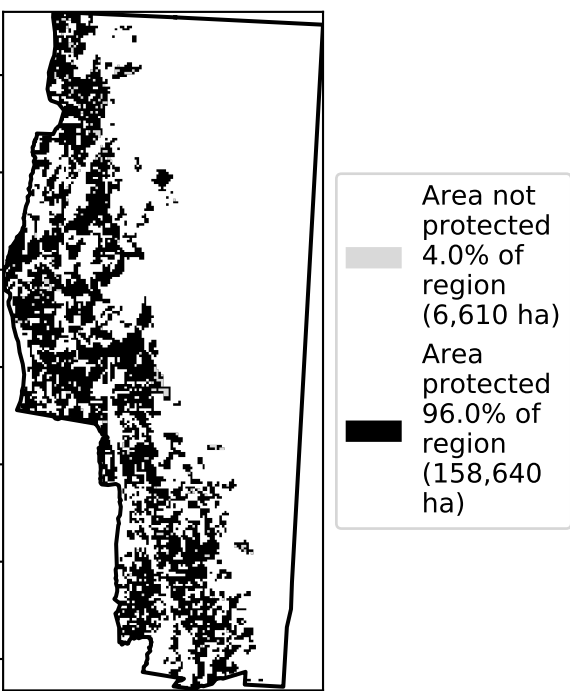 Area not
protected
4.0% of
region
(6,610 ha)
Area
protected
96.0% of
region
(158,640
ha)